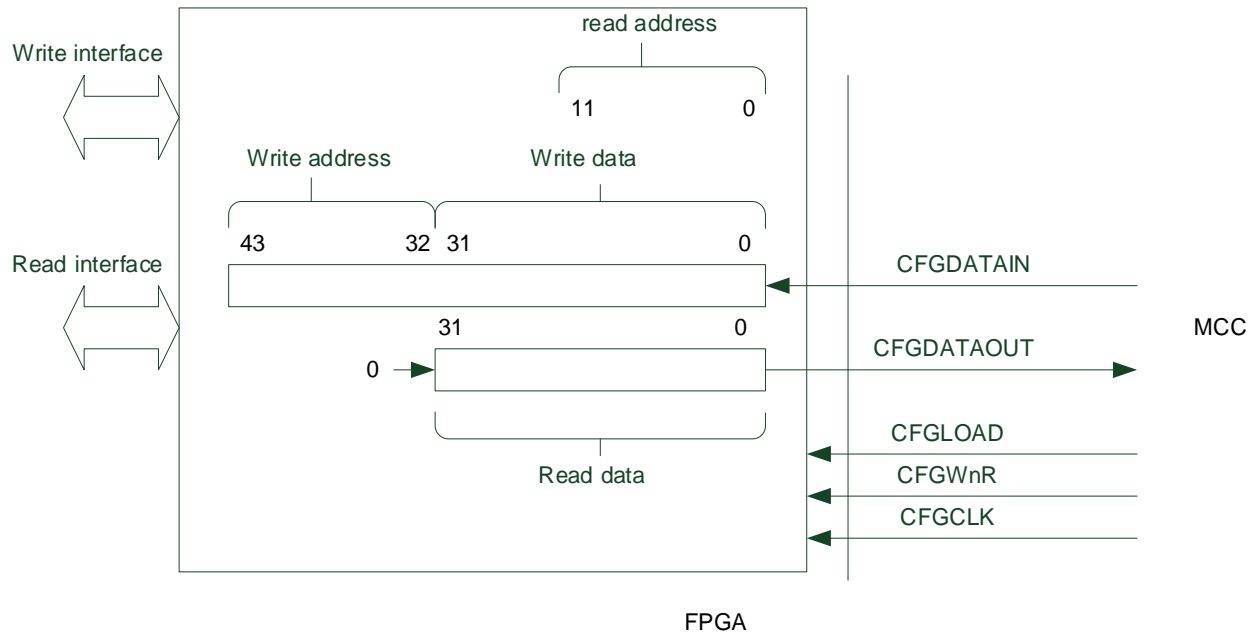 read address
Write interface
11 0
Write address Write data
43 32 31 0
Read interface
CFGDATAIN
31 0
MCC
CFGDATAOUT
0
CFGLOAD
Read data
CFGWnR
CFGCLK
FPGA